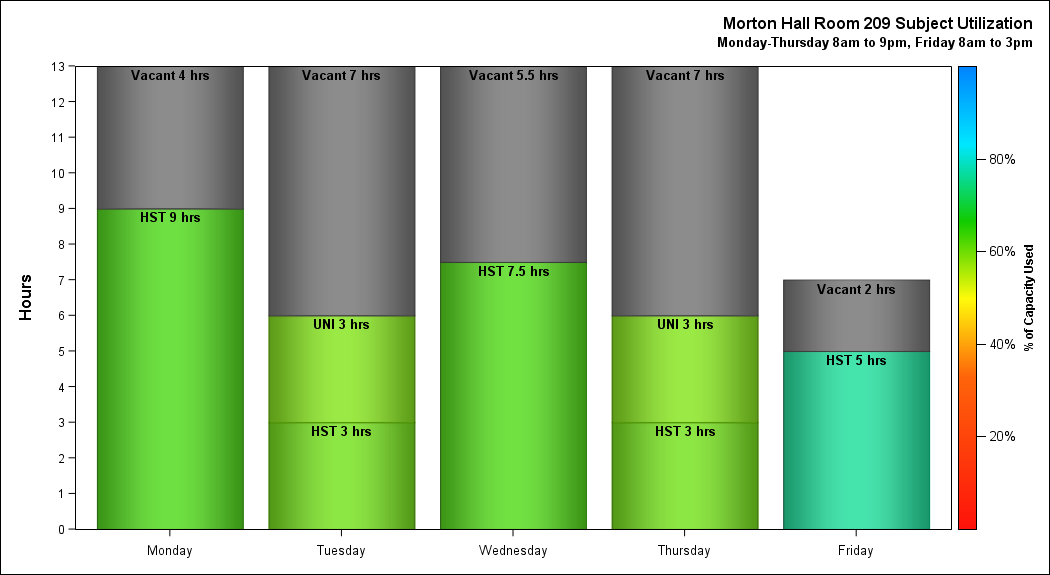 Morton Hall Room 209 Subject Utilization
Monday-Thursday 8am to 9pm, Friday 8am to 3pm
Hours
13
12
11
10
9
8
7
6
5
4
3
2
1
0
Vacant 4 hrs
HST 9 hrs
Vacant 7 hrs
UNI 3 hrs
HST 3 hrs
Vacant 5.5 hrs
HST 7.5 hrs
Vacant 7 hrs
UNI 3 hrs
HST 3 hrs
Vacant 2 hrs
HST 5 hrs
Monday
Tuesday
Wednesday
Thursday
Friday
80%
60%
40%
20%
% of Capacity Used